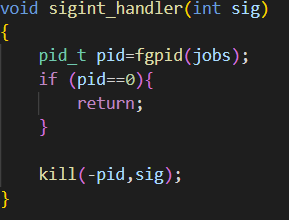 void sigint_handler(int sig)
{
    pid_t pid=fgpid(jobs);
    if (pid==0){
        return;
    }

    kill(-pid,sig);
}